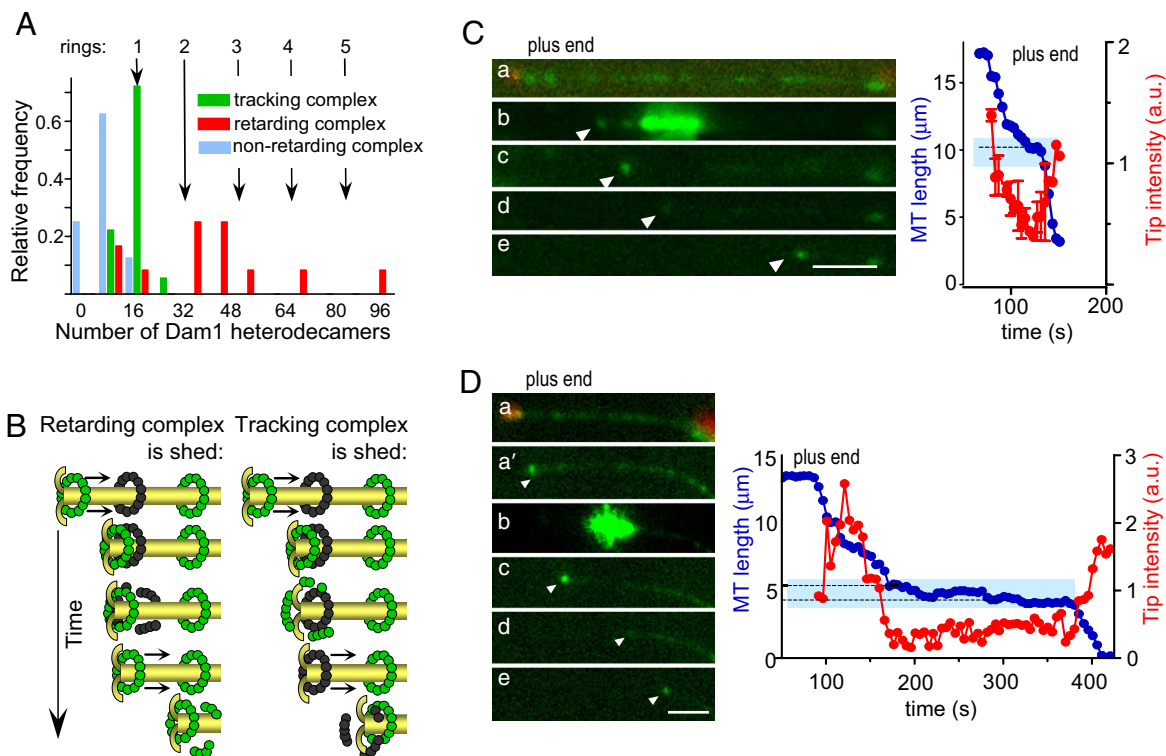 A
rings: 1 2 3 4 5
tracking complex
retarding complex
non-retarding complex
Relative frequency
0.6
0.2
0 16 32 48 64 80 96
Number of Dam1 heterodecamers
B
Retarding complex
is shed:
Tracking complex
is shed:
Time
C
plus end
a
b
c
d
e
plus end
MT length (μm)
15
10
5
0
Tip intensity (a.u.)
2
1
0
100 200
time (s)
D
plus end
a
a'
b
c
d
e
plus end
MT length (μm)
15
10
5
0
Tip intensity (a.u.)
3
2
1
0
100 200 300 400
time (s)